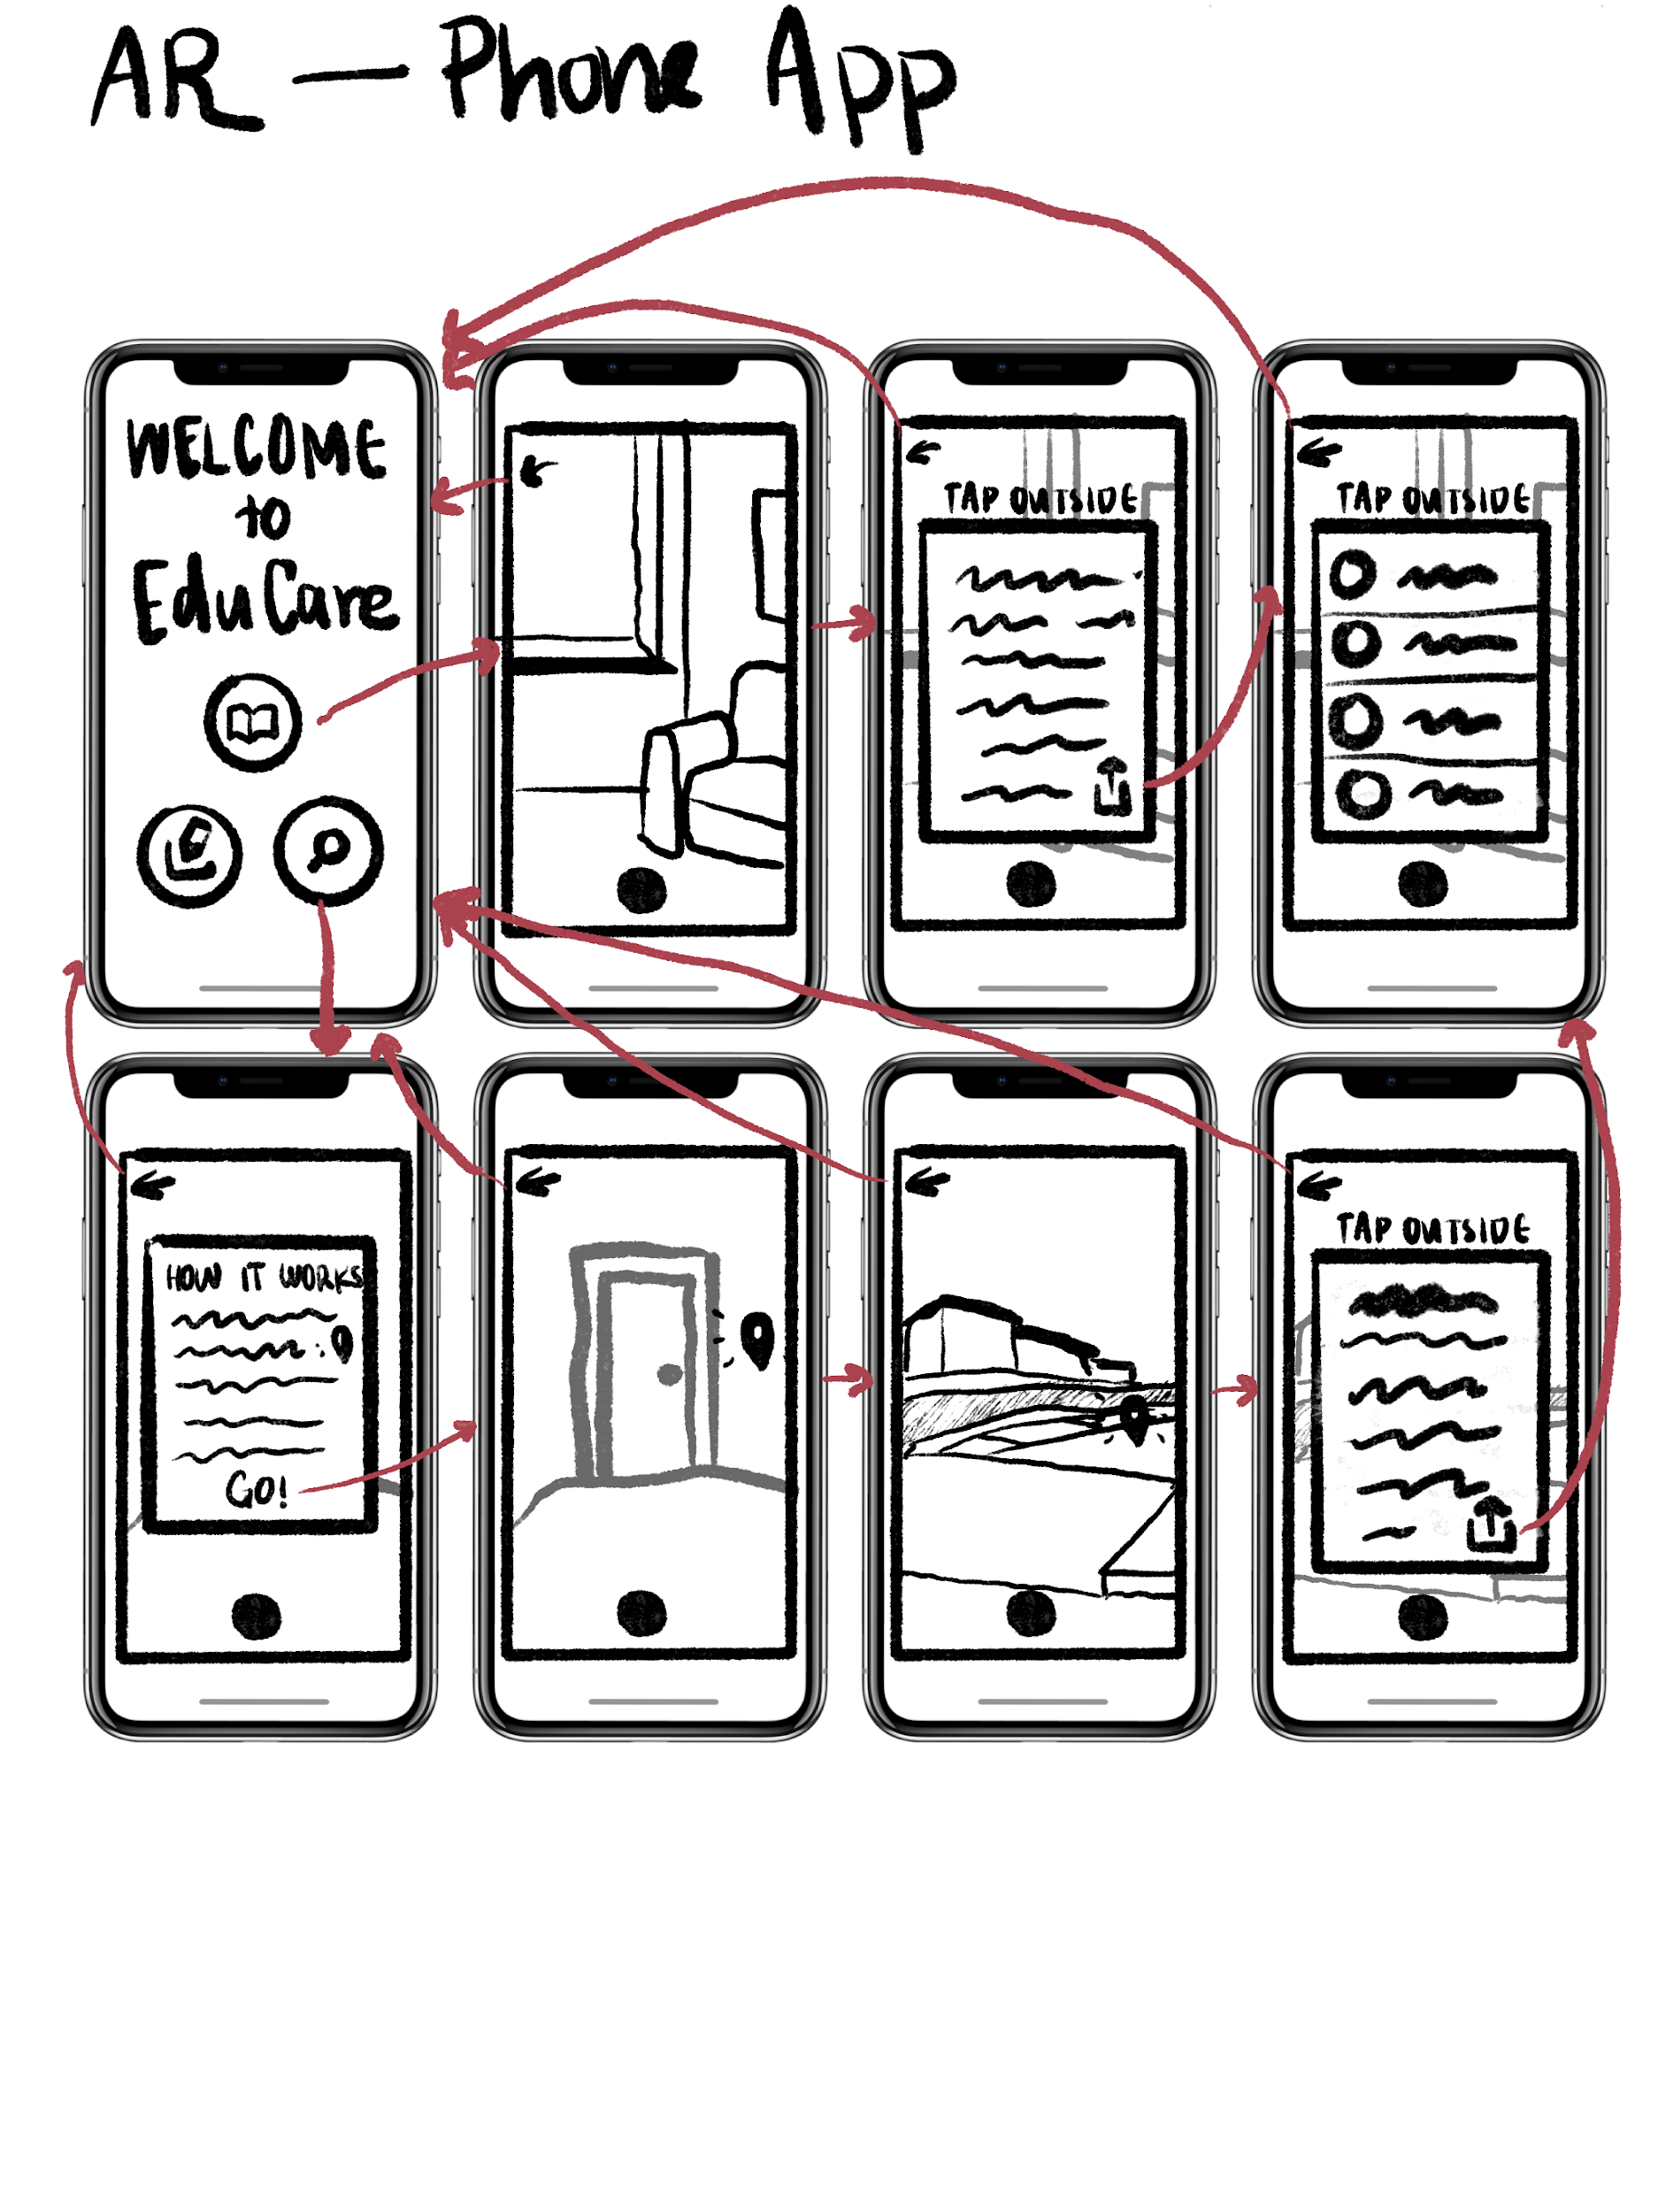 AR — Phone App
WELCOME
to
EduCare
TAP OUTSIDE
TAP OUTSIDE
HOW IT WORKS
GO!
TAP OUTSIDE